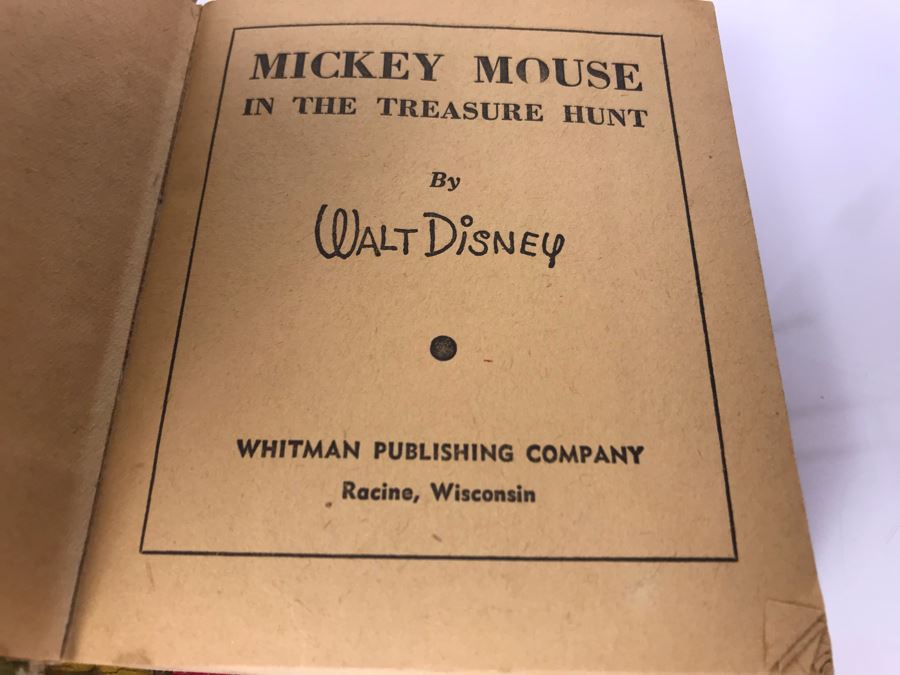 MICKEY MOUSE
IN THE TREASURE HUNT
By
WALT DISNEY
WHITMAN PUBLISHING COMPANY
Racine, Wisconsin